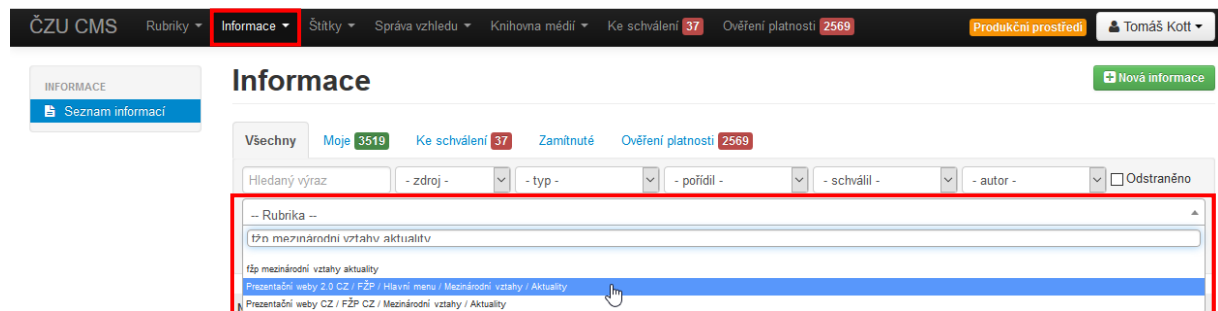 ČZU CMS Rubriky Informace Štítky Správa vzhledu Knihovna médií Ke schválení 37 Ověření platnosti 2569 Produkční prostředí Tomáš Kott
INFORMACE
Seznam informací
Informace
Nová informace
Všechny Moje 3519 Ke schválení 37 Zamítnuté Ověření platnosti 2569
Hledaný výraz - zdroj - - typ - - pořídil - - schválil - - autor - Odstraněno
-- Rubrika --
fžp mezinárodní vztahy aktuality
fžp mezinárodní vztahy aktuality
Prezentační weby 2.0 CZ / FŽP / Hlavní menu / Mezinárodní vztahy / Aktuality
Prezentační weby CZ / FŽP CZ / Mezinárodní vztahy / Aktuality